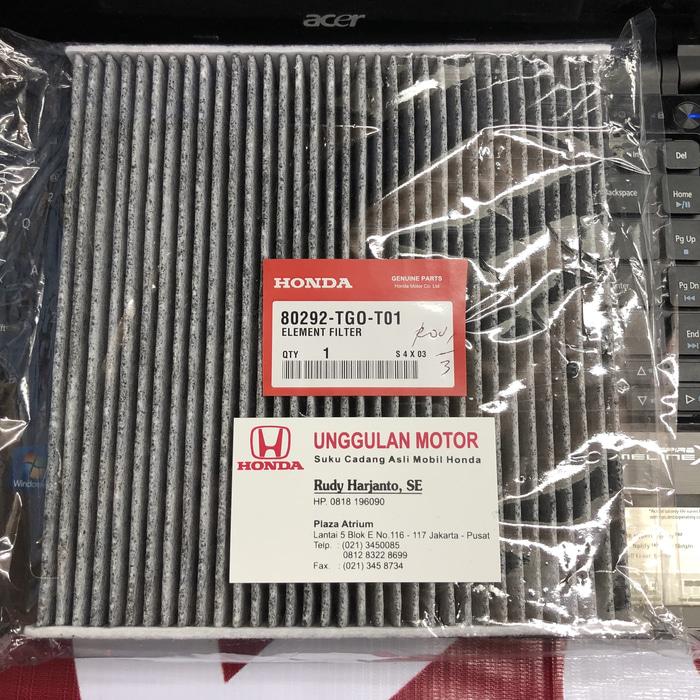 acer
Del
Home
Backspace
Pg Up
Pg Dn
End
HONDA
GENUINE PARTS
Honda Motor Co. Ltd
80292-TGO-T01
ELEMENT FILTER
QTY 1 S 4 X 03
3
HONDA
UNGGULAN MOTOR
Suku Cadang Asli Mobil Honda
Rudy Harjanto, SE
HP. 0818 196090
Plaza Atrium
Lantai 5 Blok E No.116 - 117 Jakarta - Pusat
Telp. : (021) 3450085
0812 8322 8699
Fax. : (021) 345 8734
Windows